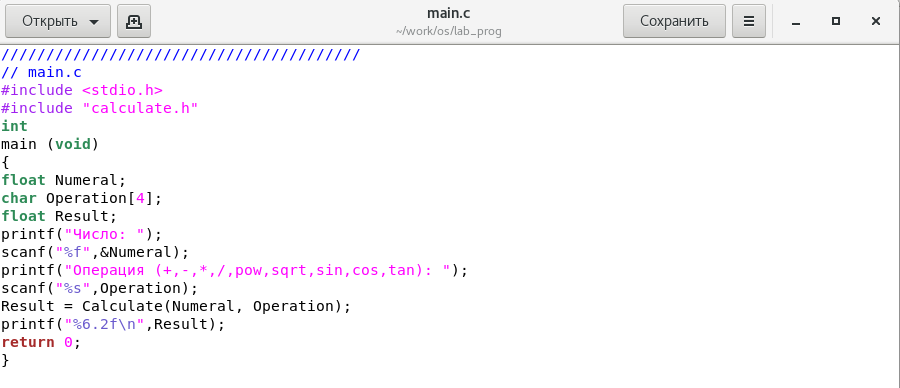 Открыть
main.c
~/work/os/lab_prog
Сохранить
////////////////////////////////////////
// main.c
#include <stdio.h>
#include "calculate.h"
int
main (void)
{
float Numeral;
char Operation[4];
float Result;
printf("Число: ");
scanf("%f",&Numeral);
printf("Операция (+,-,*,/,pow,sqrt,sin,cos,tan): ");
scanf("%s",Operation);
Result = Calculate(Numeral, Operation);
printf("%6.2f\n",Result);
return 0;
}